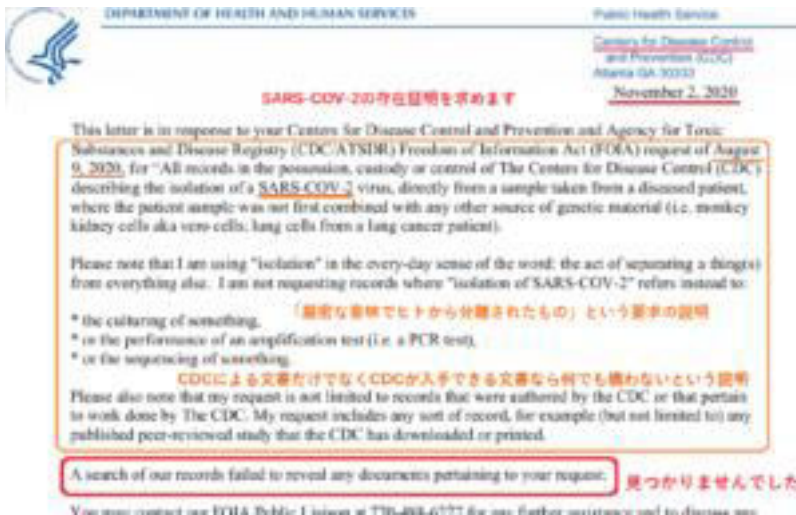 DEPARTMENT OF HEALTH AND HUMAN SERVICES
Public Health Service
Centers for Disease Control
and Prevention (CDC)
Atlanta GA 30333
SARS-COV-2の存在証明を求めます
November 2, 2020
This letter is in response to your Centers for Disease Control and Prevention and Agency for Toxic
Substances and Disease Registry (CDC/ATSDR) Freedom of Information Act (FOIA) request of August
9, 2020, for "All records in the possession, custody or control of The Centers for Disease Control (CDC)
describing the isolation of a SARS-COV-2 virus, directly from a sample taken from a diseased patient,
where the patient sample was not first combined with any other source of genetic material (i.e. monkey
kidney cells aka vero cells; lung cells from a lung cancer patient).
Please note that I am using "isolation" in the every-day sense of the word: the act of separating a thing(s)
from everything else. I am not requesting records where "isolation of SARS-COV-2" refers instead to:
「厳密な意味でヒトから分離されたもの」という要求の説明
* the culturing of something,
* or the performance of an amplification test (i.e. a PCR test),
* or the sequencing of something.
CDCによる文書だけでなくCDCが入手できる文書なら何でも構わないという説明
Please also note that my request is not limited to records that were authored by the CDC or that pertain
to work done by The CDC. My request includes any sort of record, for example (but not limited to) any
published peer-reviewed study that the CDC has downloaded or printed.
A search of our records failed to reveal any documents pertaining to your request.
見つかりませんでした
You may contact our FOIA Public Liaison at 770-488-6277 for any further assistance and to discuss any